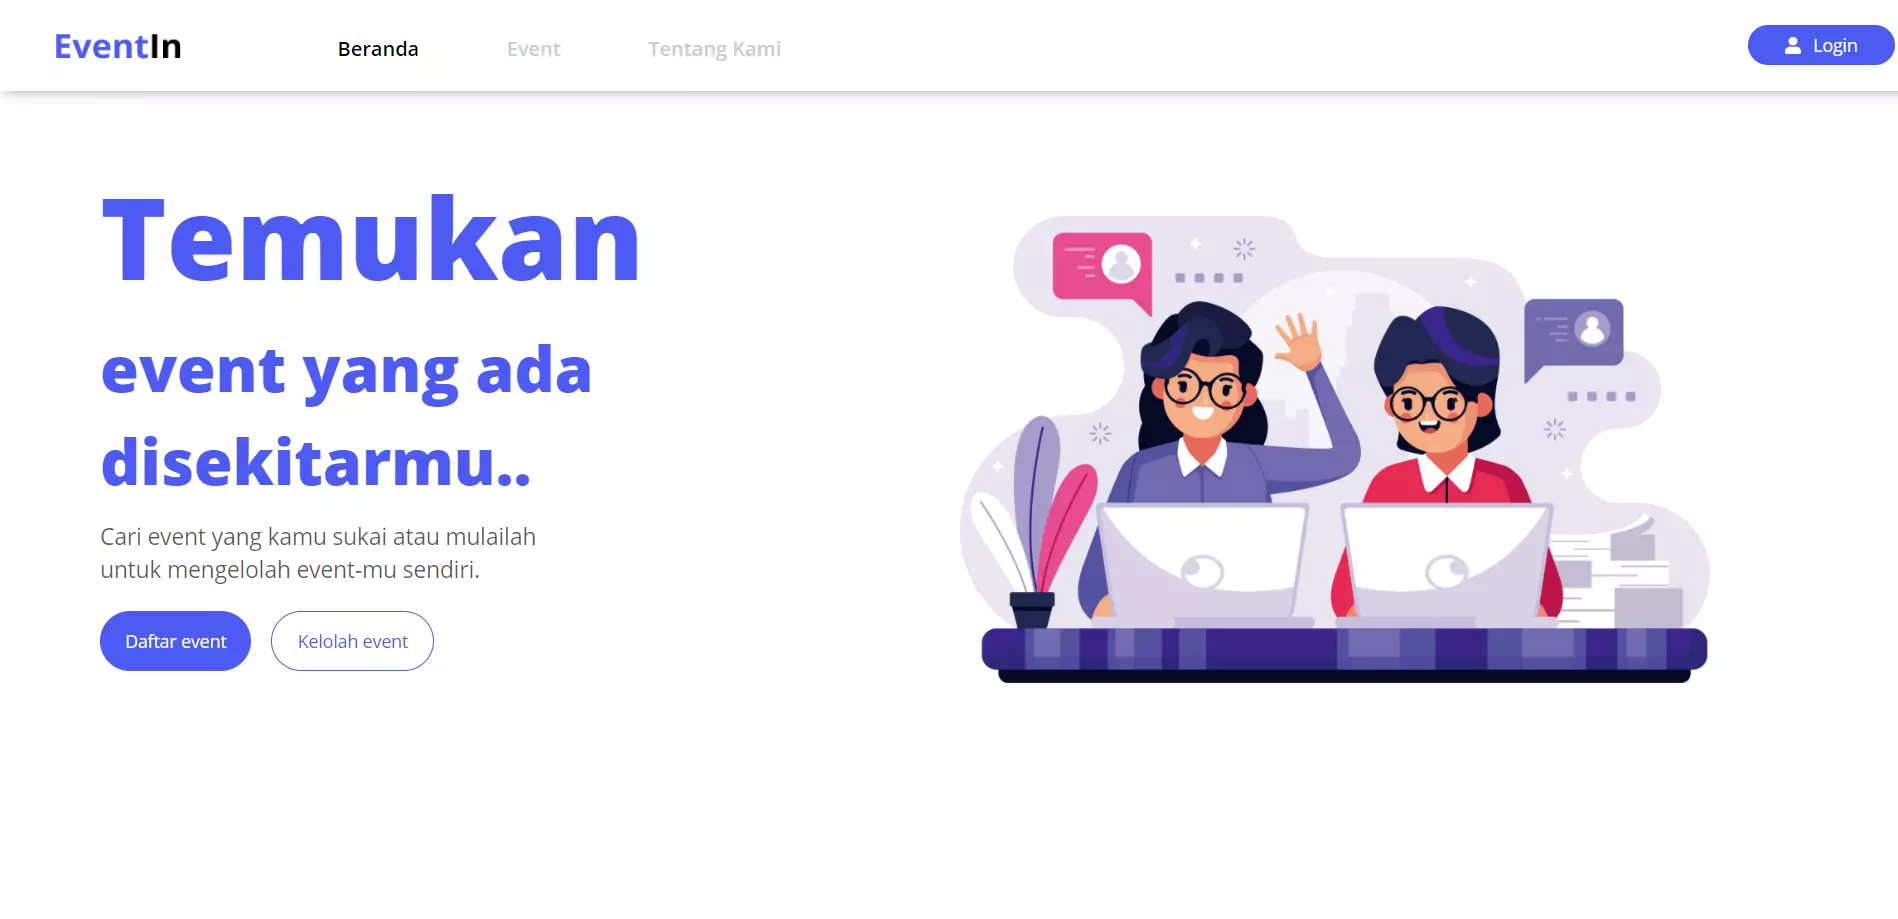 EventIn
Beranda
Event
Tentang Kami
Login
Temukan
event yang ada
disekitarmu..
Cari event yang kamu sukai atau mulailah
untuk mengelolah event-mu sendiri.
Daftar event
Kelolah event